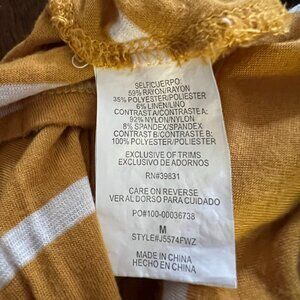 SELF/CUERPO:
59% RAYON/RAYON
35% POLYESTER/POLIESTER
6% LINEN/LINO
CONTRAST A/CONTRASTE A:
92% NYLON/NYLON
8% SPANDEX/SPANDEX
CONTRAST B/CONTRASTE B:
100% POLYESTER/POLIESTER
EXCLUSIVE OF TRIMS
EXCLUSIVO DE ADORNOS
RN#39831
CARE ON REVERSE
VER AL DORSO PARA CUIDADO
PO#100-00036738
M
STYLE#J5574FWZ
MADE IN CHINA
HECHO EN CHINA